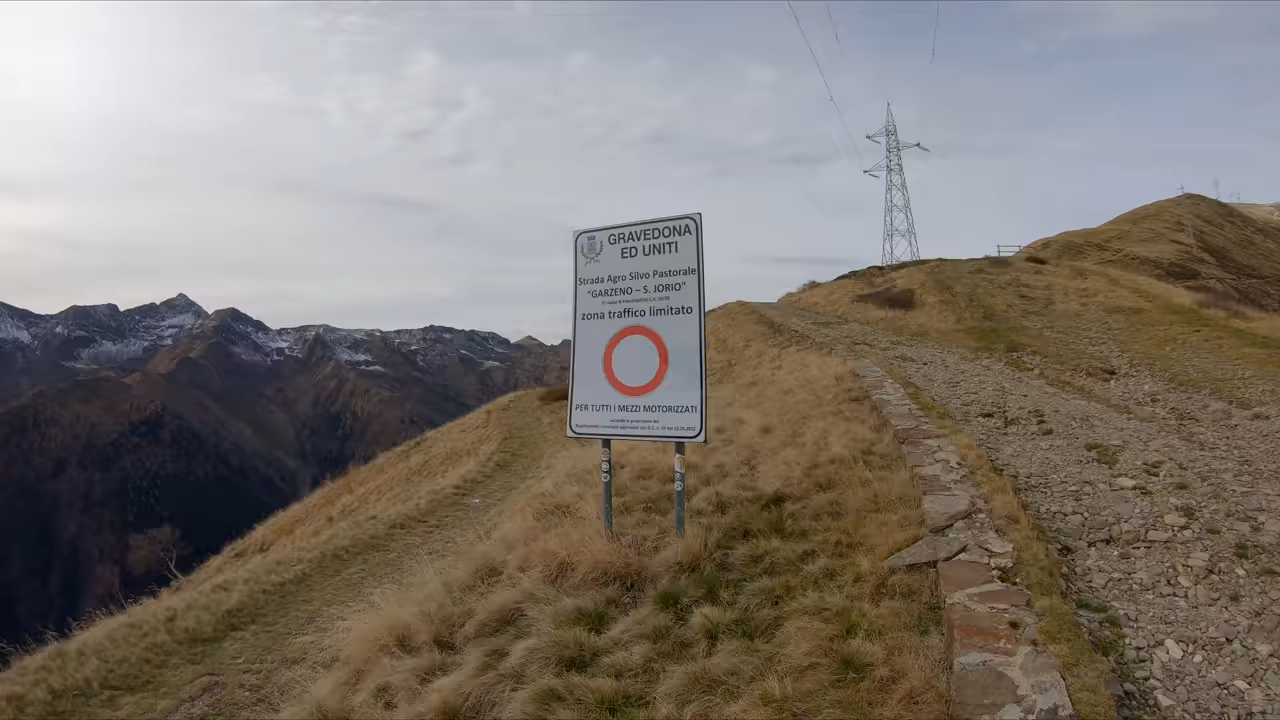 GRAVEDONA
ED UNITI
Strada Agro Silvo Pastorale
"GARZENO – S. JORIO"
zona traffico limitato
PER TUTTI I MEZZI MOTORIZZATI